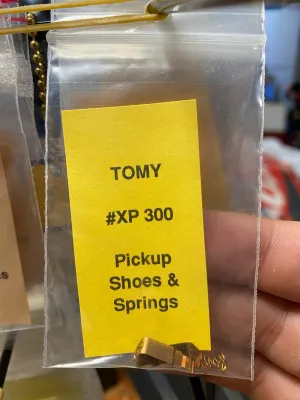 TOMY
#XP 300
Pickup
Shoes &
Springs